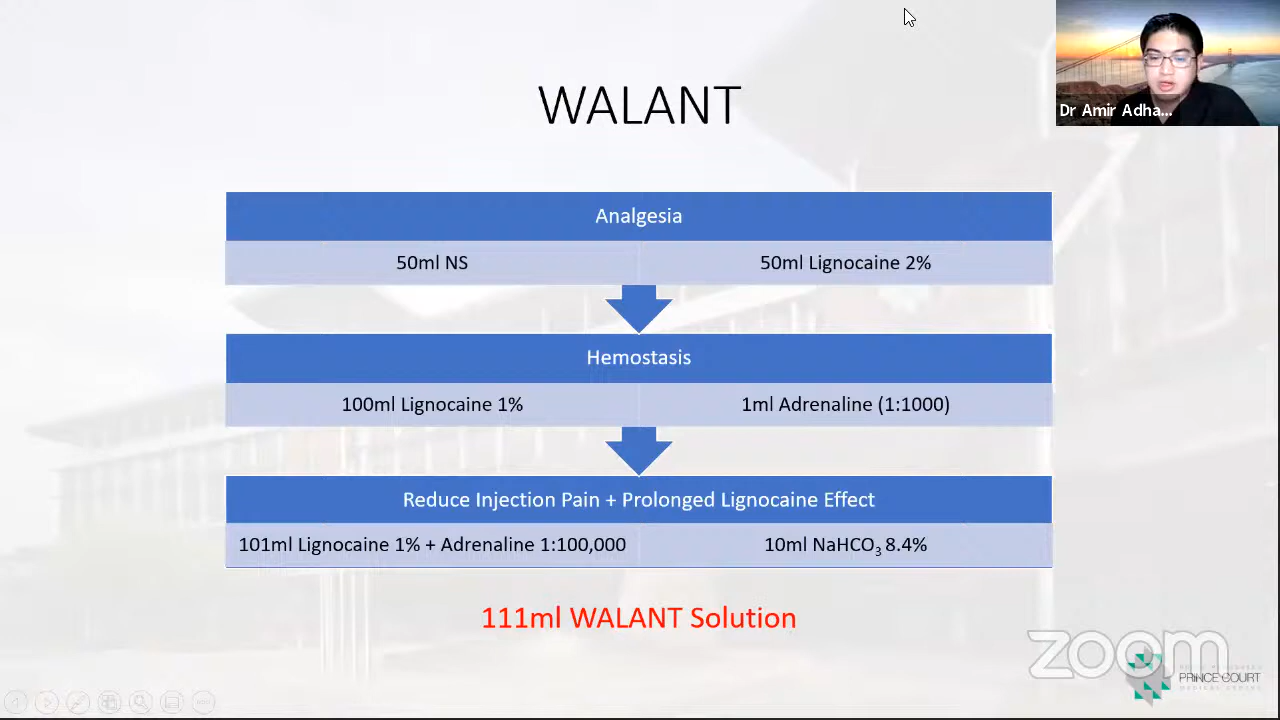 Dr Amir Adha...
WALANT
Analgesia
50ml NS
50ml Lignocaine 2%
Hemostasis
100ml Lignocaine 1%
1ml Adrenaline (1:1000)
Reduce Injection Pain + Prolonged Lignocaine Effect
101ml Lignocaine 1% + Adrenaline 1:100,000
10ml NaHCO₃ 8.4%
111ml WALANT Solution
zoom
PRINCE COURT
MEDICAL CENTRE